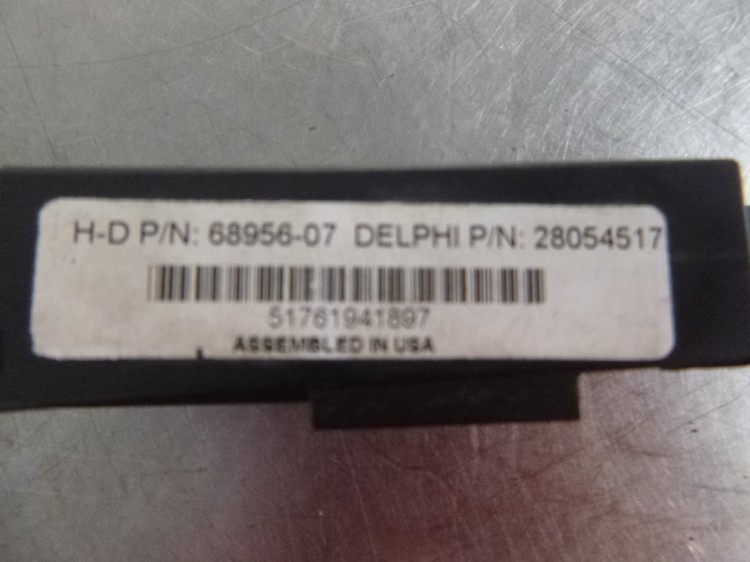 H-D P/N: 68956-07 DELPHI P/N: 28054517
51761941897
ASSEMBLED IN USA